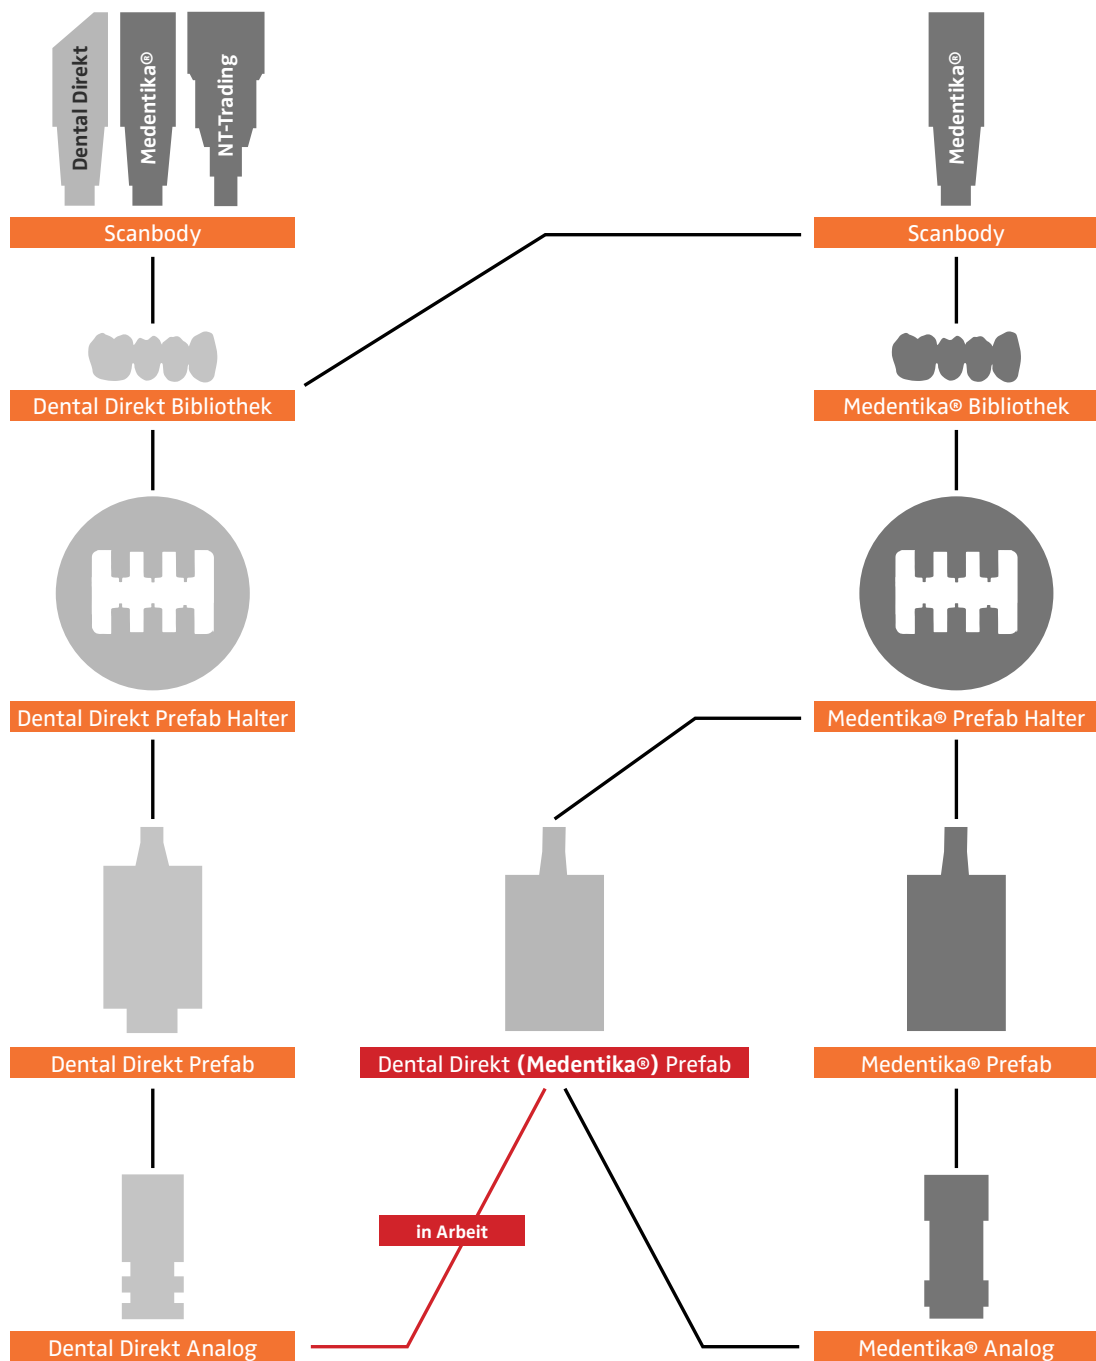 Dental Direkt
Medentika®
NT-Trading
Medentika®
Scanbody
Scanbody
Dental Direkt Bibliothek
Medentika® Bibliothek
Dental Direkt Prefab Halter
Medentika® Prefab Halter
Dental Direkt Prefab
Dental Direkt (Medentika®) Prefab
Medentika® Prefab
in Arbeit
Dental Direkt Analog
Medentika® Analog